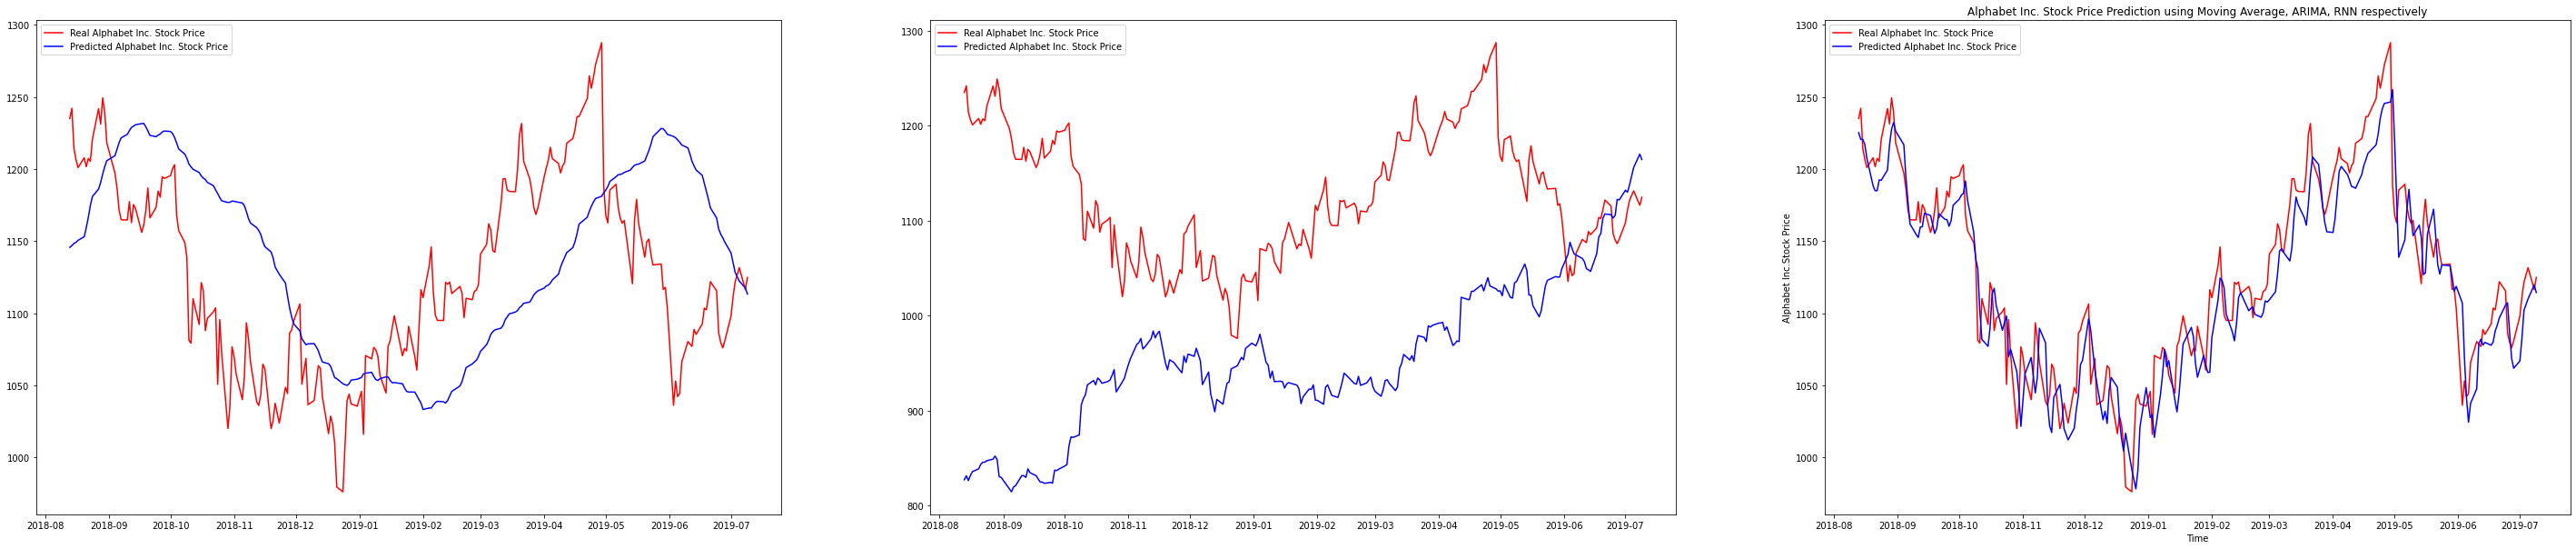 Real Alphabet Inc. Stock Price
Predicted Alphabet Inc. Stock Price
1300
1250
1200
1150
1100
1050
1000
2018-08 2018-09 2018-10 2018-11 2018-12 2019-01 2019-02 2019-03 2019-04 2019-05 2019-06 2019-07
Real Alphabet Inc. Stock Price
Predicted Alphabet Inc. Stock Price
1300
1200
1100
1000
900
800
2018-08 2018-09 2018-10 2018-11 2018-12 2019-01 2019-02 2019-03 2019-04 2019-05 2019-06 2019-07
Alphabet Inc. Stock Price Prediction using Moving Average, ARIMA, RNN respectively
Real Alphabet Inc. Stock Price
Predicted Alphabet Inc. Stock Price
Alphabet Inc.Stock Price
1300
1250
1200
1150
1100
1050
1000
2018-08 2018-09 2018-10 2018-11 2018-12 2019-01 2019-02 2019-03 2019-04 2019-05 2019-06 2019-07
Time